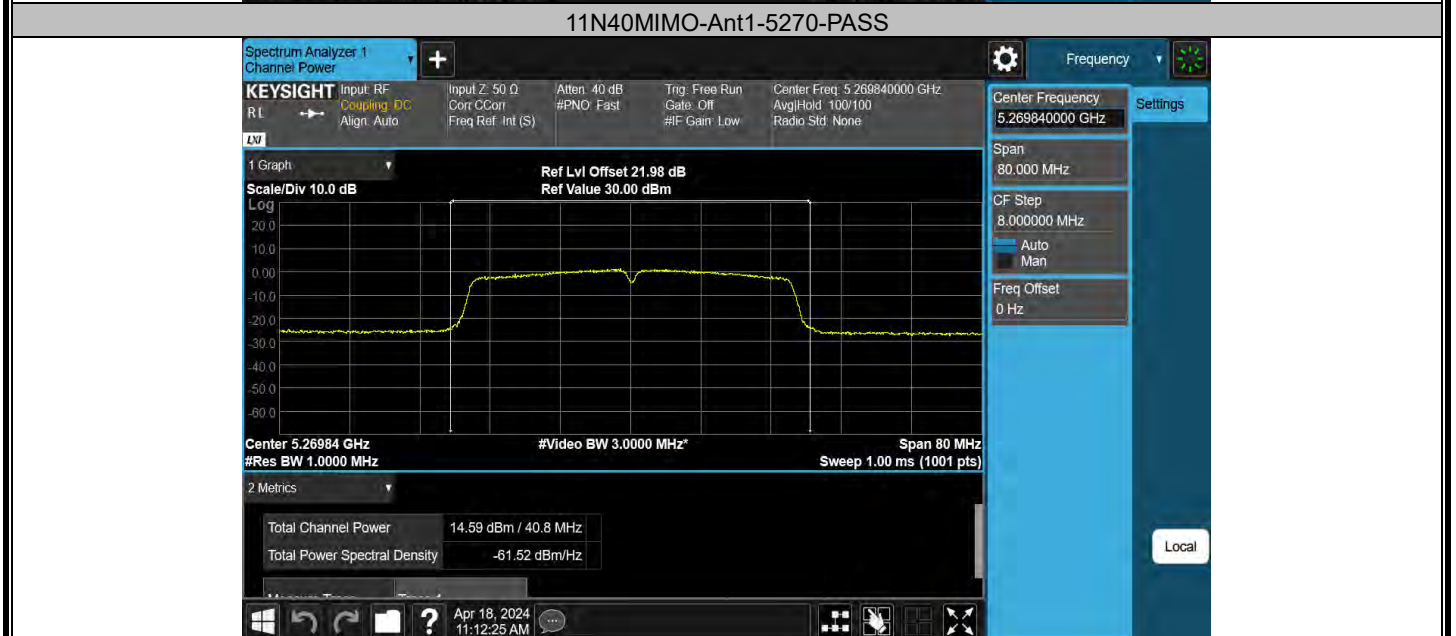 11N40MIMO-Ant1-5270-PASS
Spectrum Analyzer 1
Channel Power
Frequency
KEYSIGHT
RL
LXI
Input: RF
Coupling: DC
Align: Auto
Input Z: 50 Ω
Corr CCorr
Freq Ref: Int (S)
Atten: 40 dB
#PNO: Fast
Trig: Free Run
Gate: Off
#IF Gain: Low
Center Freq: 5.269840000 GHz
Avg|Hold: 100/100
Radio Std: None
Center Frequency
5.269840000 GHz
Settings
Span
80.000 MHz
CF Step
8.000000 MHz
Auto
Man
Freq Offset
0 Hz
1 Graph
Scale/Div 10.0 dB
Ref Lvl Offset 21.98 dB
Ref Value 30.00 dBm
Log
20.0
10.0
0.00
-10.0
-20.0
-30.0
-40.0
-50.0
-60.0
Center 5.26984 GHz
#Res BW 1.0000 MHz
#Video BW 3.0000 MHz*
Span 80 MHz
Sweep 1.00 ms (1001 pts)
2 Metrics
Total Channel Power 14.59 dBm / 40.8 MHz
Total Power Spectral Density -61.52 dBm/Hz
Local
?
Apr 18, 2024
11:12:25 AM